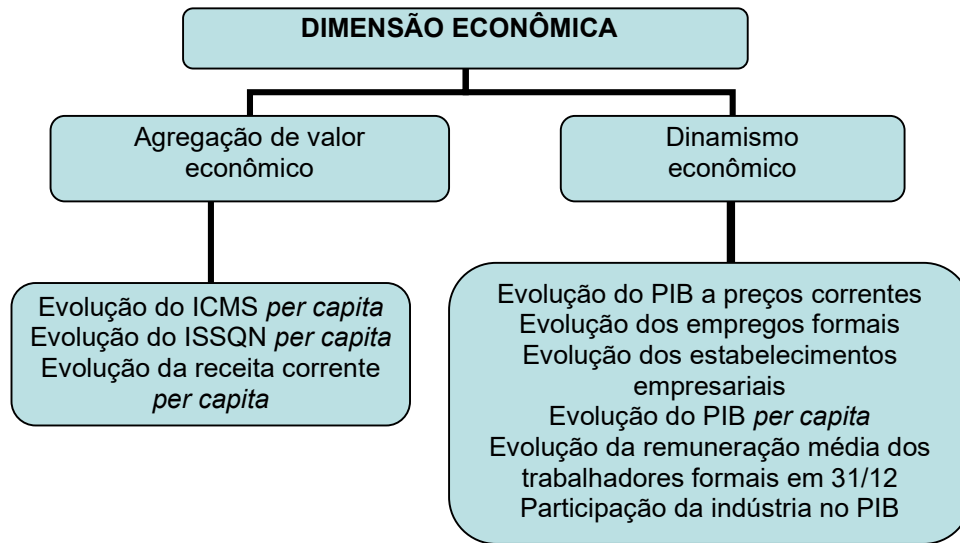 DIMENSÃO ECONÔMICA
Agregação de valor
econômico
Dinamismo
econômico
Evolução do ICMS per capita
Evolução do ISSQN per capita
Evolução da receita corrente
per capita
Evolução do PIB a preços correntes
Evolução dos empregos formais
Evolução dos estabelecimentos
empresariais
Evolução do PIB per capita
Evolução da remuneração média dos
trabalhadores formais em 31/12
Participação da indústria no PIB